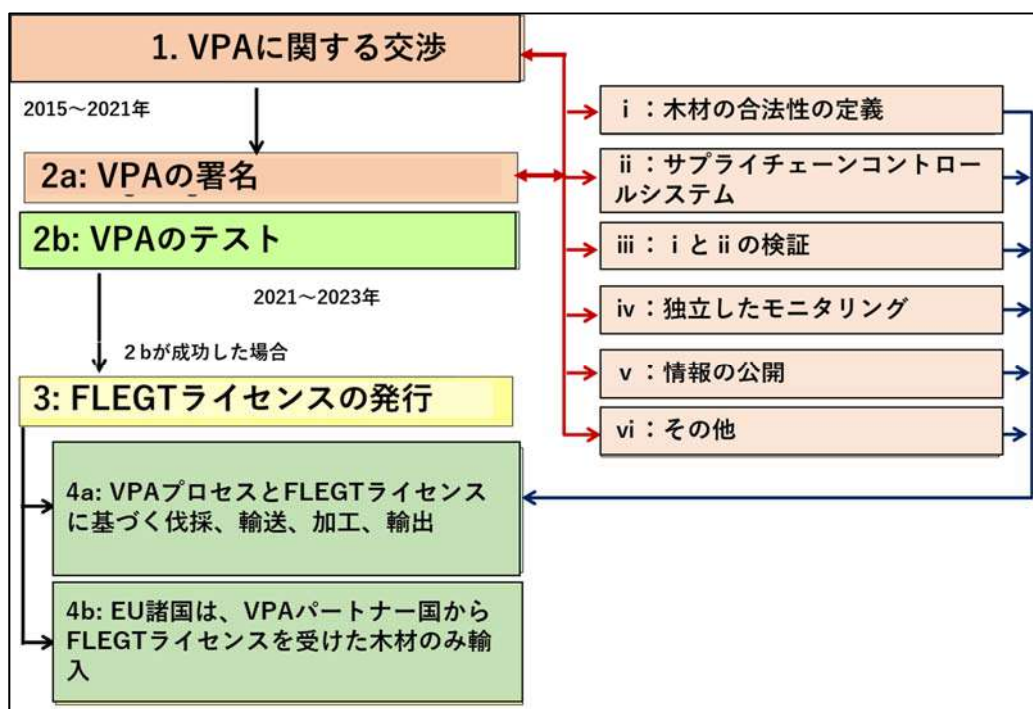 1. VPAに関する交渉
2015～2021年
2a: VPAの署名
2b: VPAのテスト
2021～2023年
２bが成功した場合
3: FLEGTライセンスの発行
4a: VPAプロセスとFLEGTライセンス
に基づく伐採、輸送、加工、輸出
4b: EU諸国は、VPAパートナー国から
FLEGTライセンスを受けた木材のみ輸
入
ⅰ：木材の合法性の定義
ⅱ：サプライチェーンコントロー
ルシステム
ⅲ：ⅰとⅱの検証
ⅳ：独立したモニタリング
ⅴ：情報の公開
ⅵ：その他